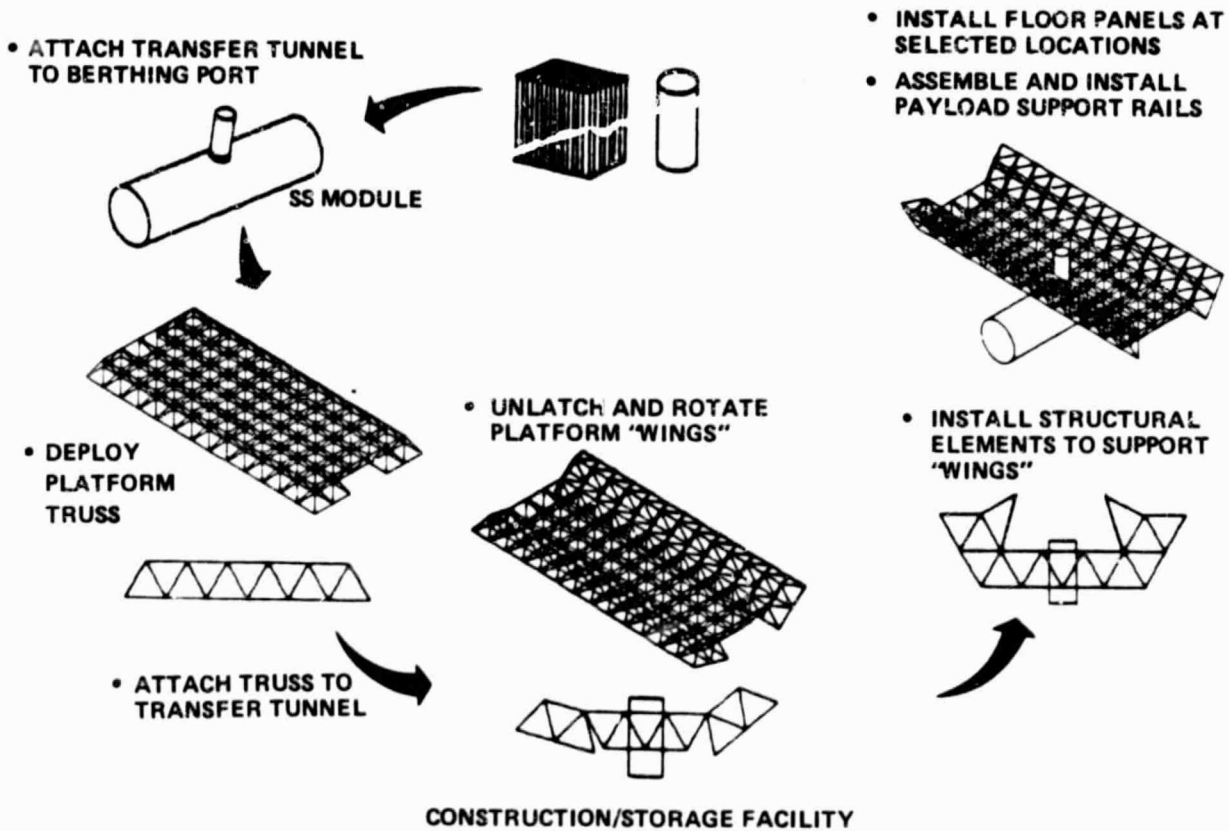 • ATTACH TRANSFER TUNNEL
TO BERTHING PORT
SS MODULE
• DEPLOY
PLATFORM
TRUSS
• ATTACH TRUSS TO
TRANSFER TUNNEL
• UNLATCH AND ROTATE
PLATFORM "WINGS"
• INSTALL STRUCTURAL
ELEMENTS TO SUPPORT
"WINGS"
• INSTALL FLOOR PANELS AT
SELECTED LOCATIONS
• ASSEMBLE AND INSTALL
PAYLOAD SUPPORT RAILS
CONSTRUCTION/STORAGE FACILITY